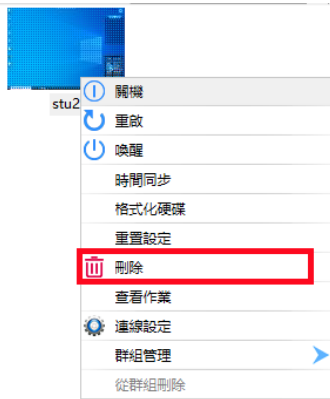 stu2
關機
重啟
喚醒
時間同步
格式化硬碟
重置設定
刪除
查看作業
連線設定
群組管理
從群組刪除